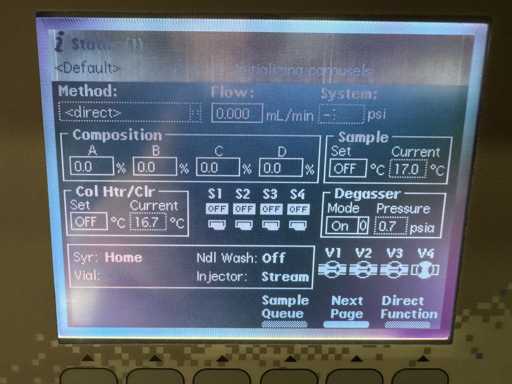 i Status (1)
<Default> Initializing carousels
Method: Flow: System:
<direct> 0.000 mL/min psi
Composition Sample
A B C D Set Current
0.0 % 0.0 % 0.0 % 0.0 % OFF °C 17.0 °C
Col Htr/Clr S1 S2 S3 S4 Degasser
Set Current OFF OFF OFF OFF Mode Pressure
OFF °C 16.7 °C On 0 0.7 psia
Syr: Home Ndl Wash: Off V1 V2 V3 V4
Vial: Injector: Stream
Sample Next Direct
Queue Page Function